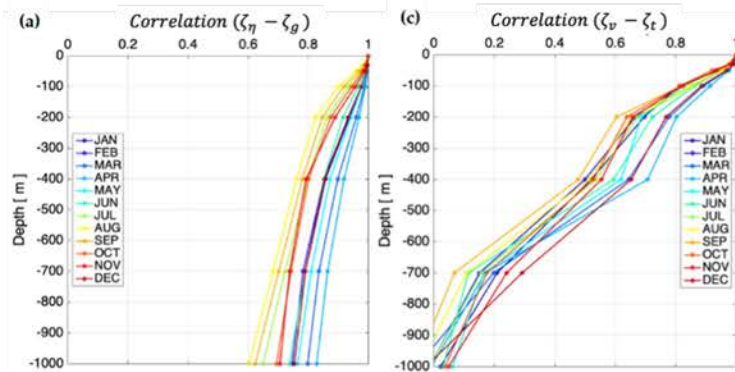 (a)
Correlation (ζη − ζg)
0 0.2 0.4 0.6 0.8 1
0
-100
-200
-300
-400
-500
-600
-700
-800
-900
-1000
Depth [ m ]
JAN
FEB
MAR
APR
MAY
JUN
JUL
AUG
SEP
OCT
NOV
DEC
(c)
Correlation (ζv − ζt)
0 0.2 0.4 0.6 0.8 1
0
-100
-200
-300
-400
-500
-600
-700
-800
-900
-1000
Depth [ m ]
JAN
FEB
MAR
APR
MAY
JUN
JUL
AUG
SEP
OCT
NOV
DEC